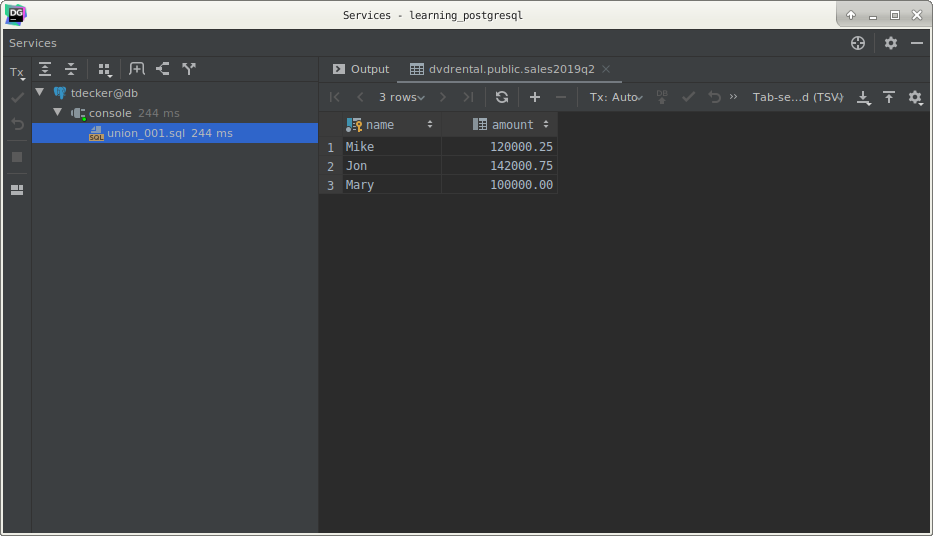 DG
Services - learning_postgresql
Services
Tx
tdecker@db
console 244 ms
SQL union_001.sql 244 ms
Output dvdrental.public.sales2019q2
3 rows Tx: Auto DB Tab-se...d (TSV)
name amount
1 Mike 120000.25
2 Jon 142000.75
3 Mary 100000.00